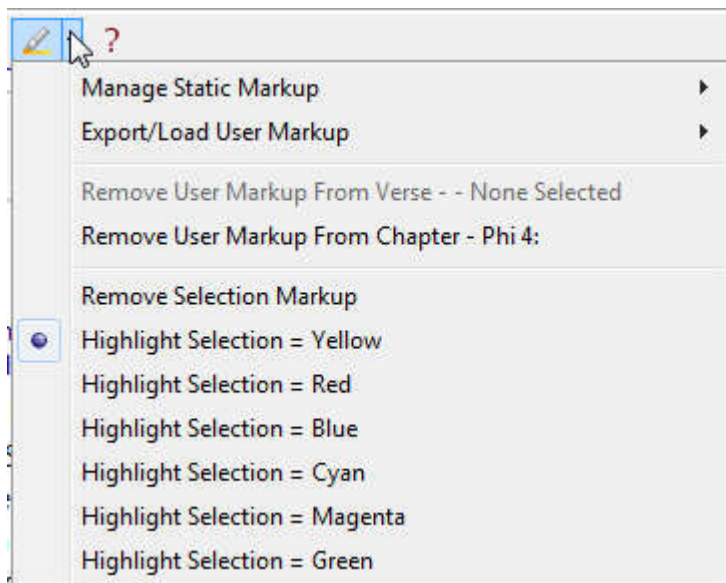 ?
Manage Static Markup
Export/Load User Markup
Remove User Markup From Verse - - None Selected
Remove User Markup From Chapter - Phi 4:
Remove Selection Markup
Highlight Selection = Yellow
Highlight Selection = Red
Highlight Selection = Blue
Highlight Selection = Cyan
Highlight Selection = Magenta
Highlight Selection = Green